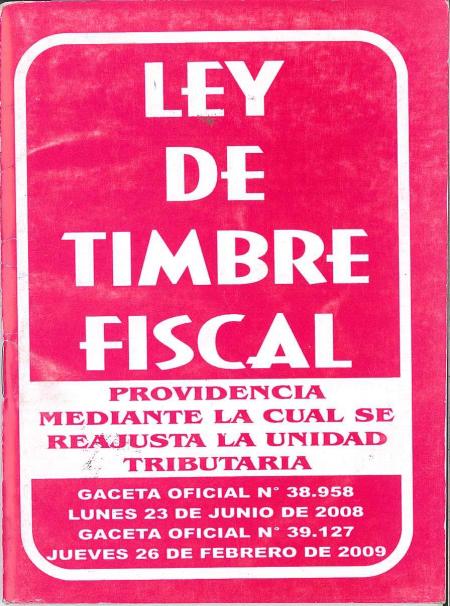 LEY
DE
TIMBRE
FISCAL
PROVIDENCIA
MEDIANTE LA CUAL SE
REAJUSTA LA UNIDAD
TRIBUTARIA
GACETA OFICIAL N° 38.958
LUNES 23 DE JUNIO DE 2008
GACETA OFICIAL N° 39.127
JUEVES 26 DE FEBRERO DE 2009